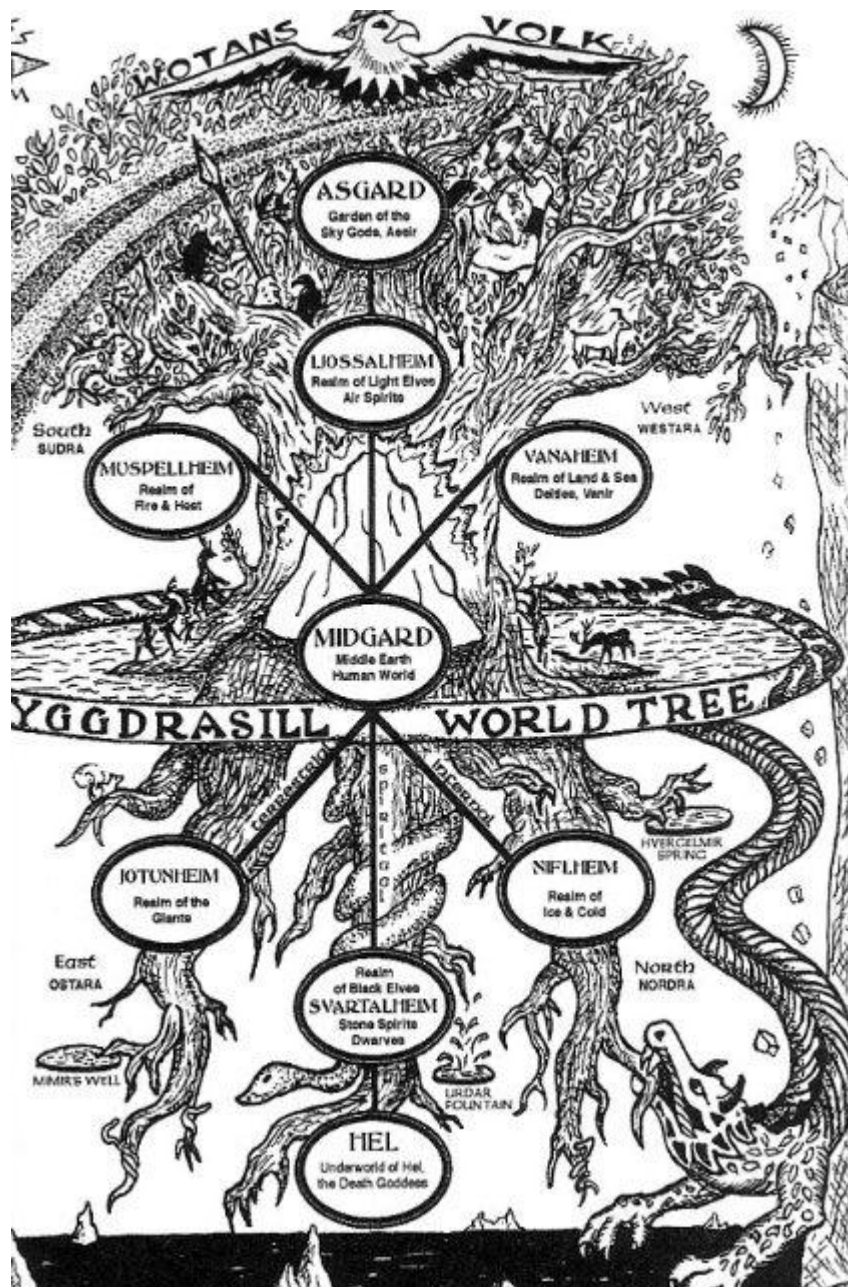 WOTANS VOLK
ASGARD
Garden of the
Sky Gods, Aesir
LJOSSALHEIM
Realm of Light Elves
Air Spirits
South
SUDRA
West
WESTARA
MUSPELLHEIM
Realm of
Fire & Heat
VANAHEIM
Realm of Land & Sea
Deities, Vanir
MIDGARD
Middle Earth
Human World
YGGDRASILL WORLD TREE
terrestrial
spiritual
infernal
HVERGELMIR
SPRING
JOTUNHEIM
Realm of the
Giants
NIFLHEIM
Realm of
Ice & Cold
East
OSTARA
North
NORDRA
Realm
of Black Elves
SVARTALHEIM
Stone Spirits
Dwarves
MIMIR'S WELL
URDAR
FOUNTAIN
HEL
Underworld of Hel,
the Death Goddess